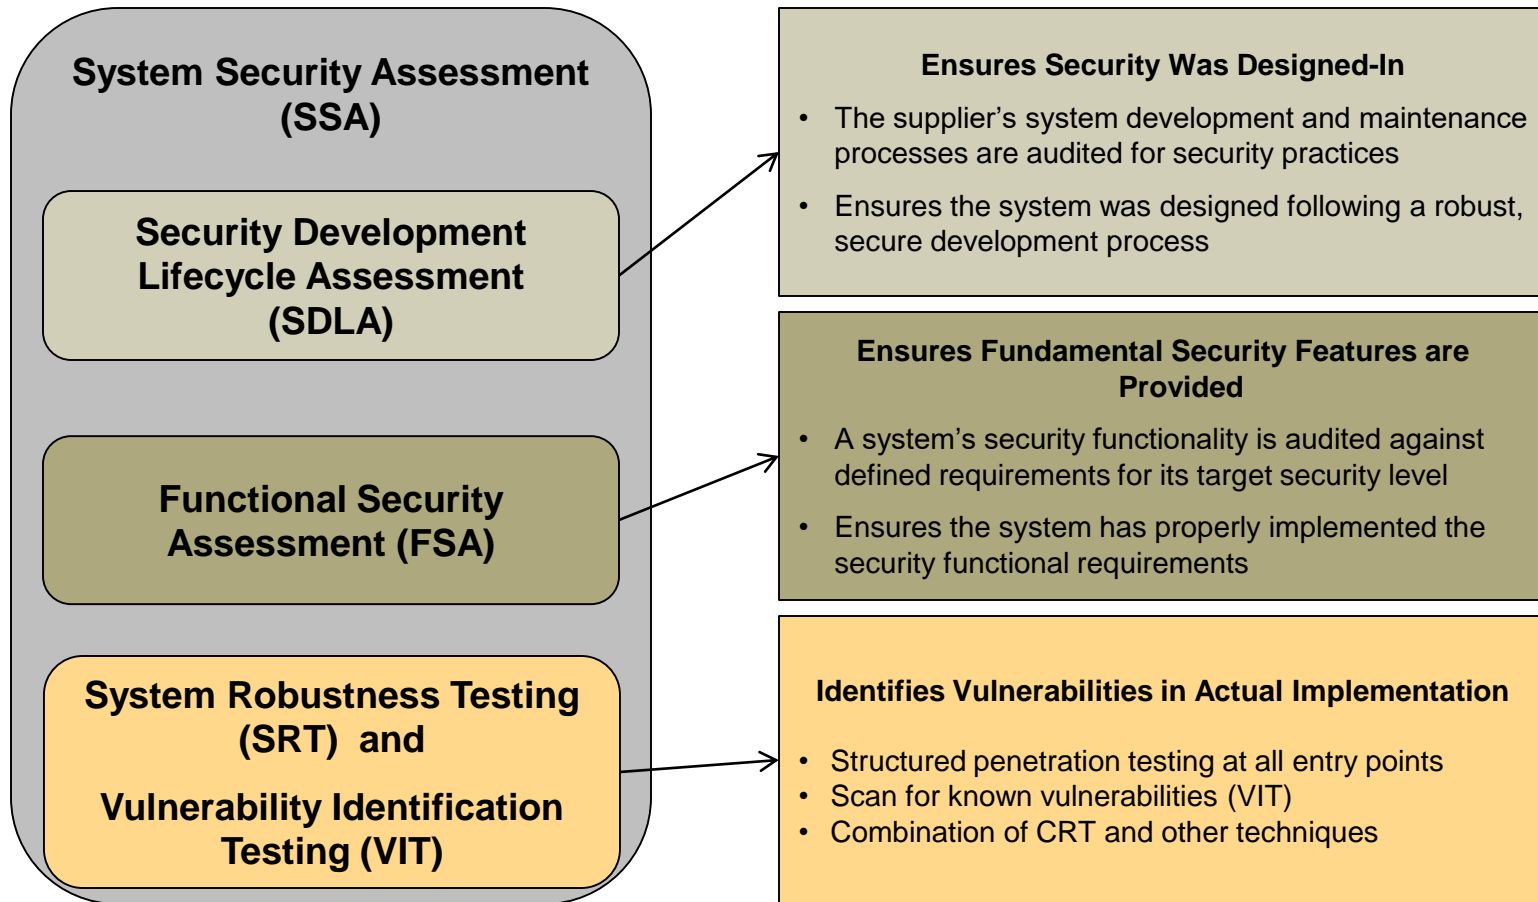 System Security Assessment
(SSA)
Security Development
Lifecycle Assessment
(SDLA)
Functional Security
Assessment (FSA)
System Robustness Testing
(SRT)  and
Vulnerability Identification
Testing (VIT)
Ensures Security Was Designed-In
• The supplier’s system development and maintenance
processes are audited for security practices
• Ensures the system was designed following a robust,
secure development process
Ensures Fundamental Security Features are
Provided
• A system’s security functionality is audited against
defined requirements for its target security level
• Ensures the system has properly implemented the
security functional requirements
Identifies Vulnerabilities in Actual Implementation
• Structured penetration testing at all entry points
• Scan for known vulnerabilities (VIT)
• Combination of CRT and other techniques